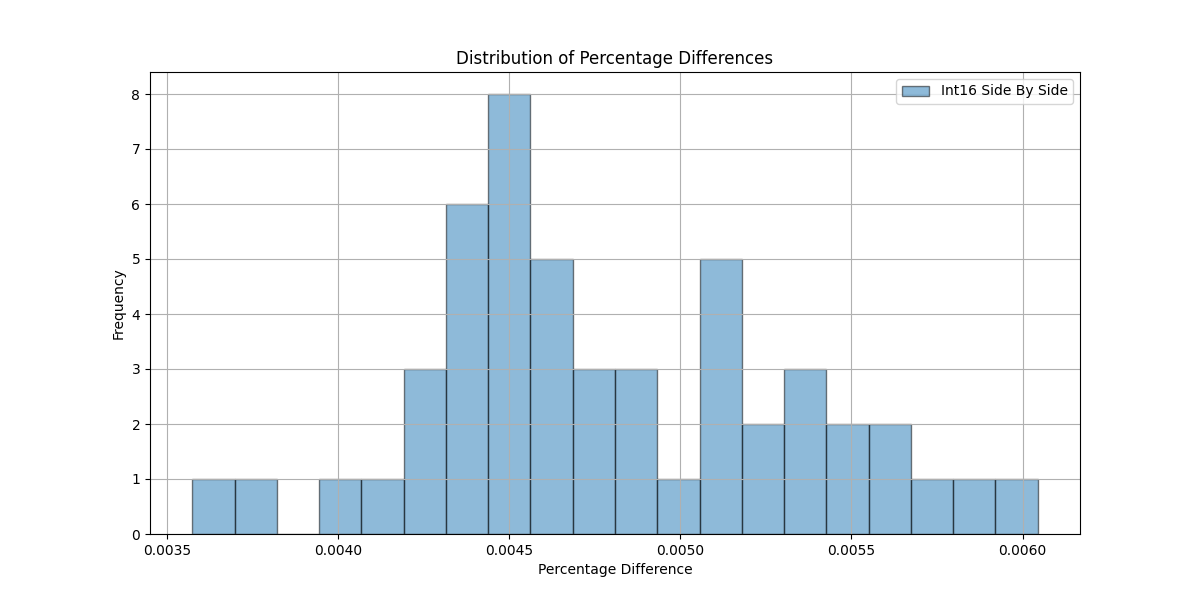 Distribution of Percentage Differences
Int16 Side By Side
8
7
6
5
4
3
2
1
0
Frequency
0.0035 0.0040 0.0045 0.0050 0.0055 0.0060
Percentage Difference